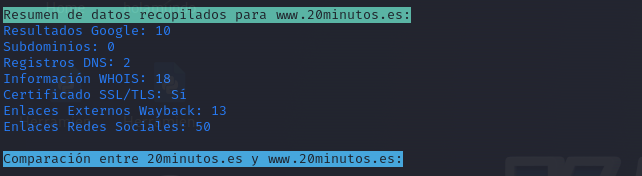 Resumen de datos recopilados para www.20minutos.es:
Resultados Google: 10
Subdominios: 0
Registros DNS: 2
Información WHOIS: 18
Certificado SSL/TLS: Sí
Enlaces Externos Wayback: 13
Enlaces Redes Sociales: 50
Comparación entre 20minutos.es y www.20minutos.es: